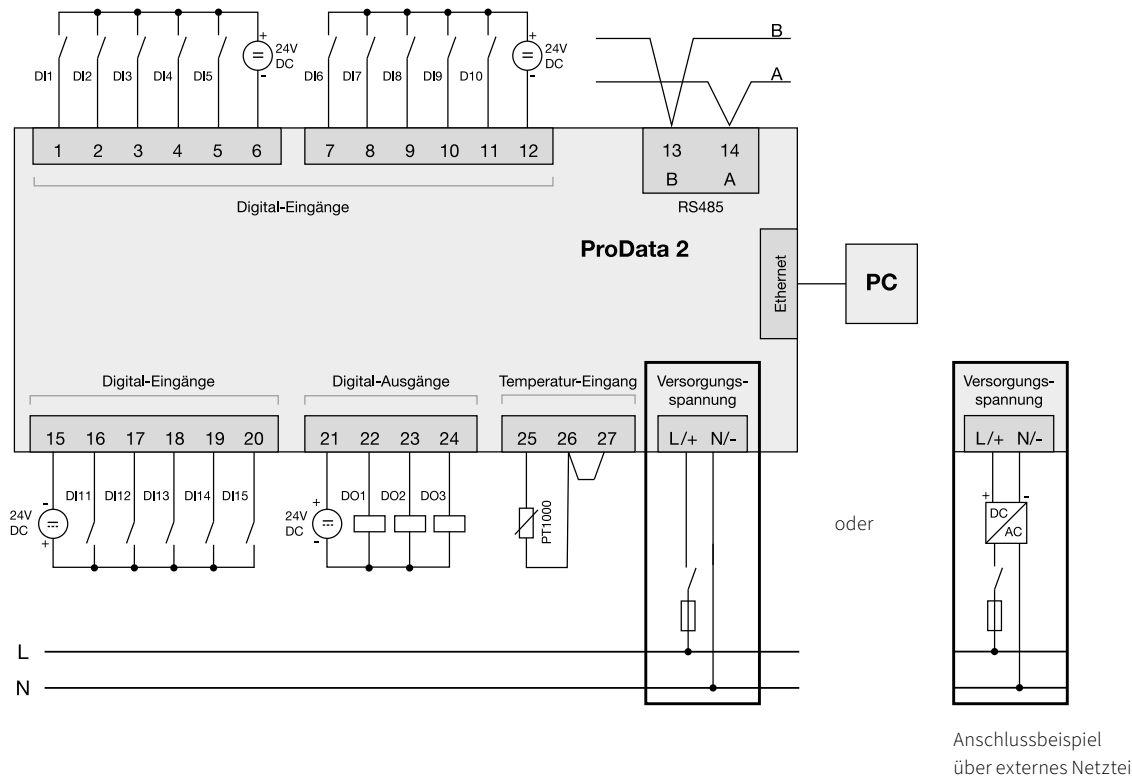 B
+
24V
DC
-
DI1
DI2
DI3
DI4
DI5
+
24V
DC
-
DI6
DI7
DI8
DI9
D10
A
1 2 3 4 5 6
7 8 9 10 11 12
13 14
B A
Digital-Eingänge
RS485
ProData 2
Ethernet
PC
Digital-Eingänge
Digital-Ausgänge
Temperatur-Eingang
Versorgungs-
spannung
Versorgungs-
spannung
15 16 17 18 19 20
21 22 23 24
25 26 27
L/+ N/-
L/+ N/-
-
24V
DC
+
DI11
DI12
DI13
DI14
DI15
+
24V
DC
-
DO1
DO2
DO3
PT1000
oder
+
-
DC
AC
L
N
Anschlussbeispiel
über externes Netztei